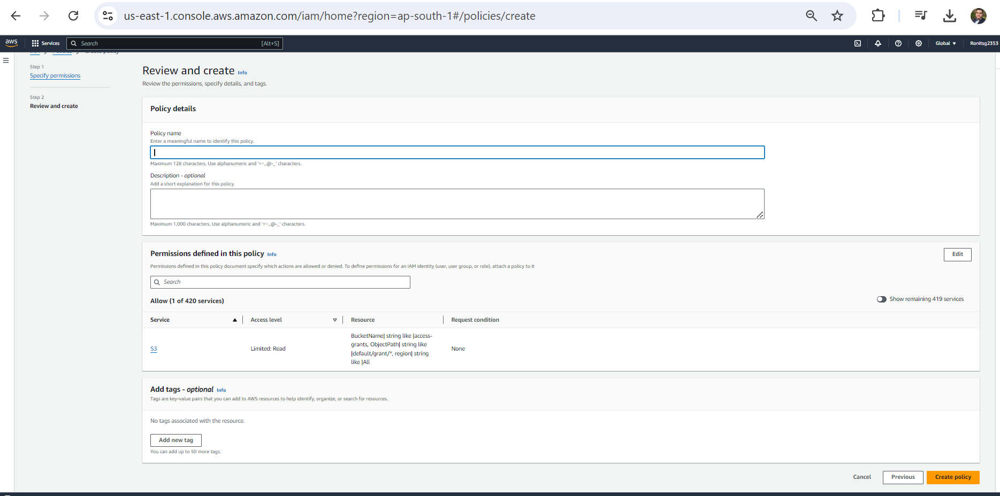 us-east-1.console.aws.amazon.com/iam/home?region=ap-south-1#/policies/create
aws
Services
Search
[Alt+S]
Global
Ronitsg2353
IAM
Policies
Create policy
Step 1
Specify permissions
Step 2
Review and create
Review and create Info
Review the permissions, specify details, and tags.
Policy details
Policy name
Enter a meaningful name to identify this policy.
Maximum 128 characters. Use alphanumeric and '+=,.@-_' characters.
Description - optional
Add a short explanation for this policy.
Maximum 1,000 characters. Use alphanumeric and '+=,.@-_' characters.
Permissions defined in this policy Info
Edit
Permissions defined in this policy document specify which actions are allowed or denied. To define permissions for an IAM identity (user, user group, or role), attach a policy to it
Search
Allow (1 of 420 services)
Show remaining 419 services
Service
Access level
Resource
Request condition
S3
Limited: Read
BucketName| string like |access-
grants, ObjectPath| string like
|default/grant/*, region| string
like |All
None
Add tags - optional Info
Tags are key-value pairs that you can add to AWS resources to help identify, organize, or search for resources.
No tags associated with the resource.
Add new tag
You can add up to 50 more tags.
Cancel
Previous
Create policy